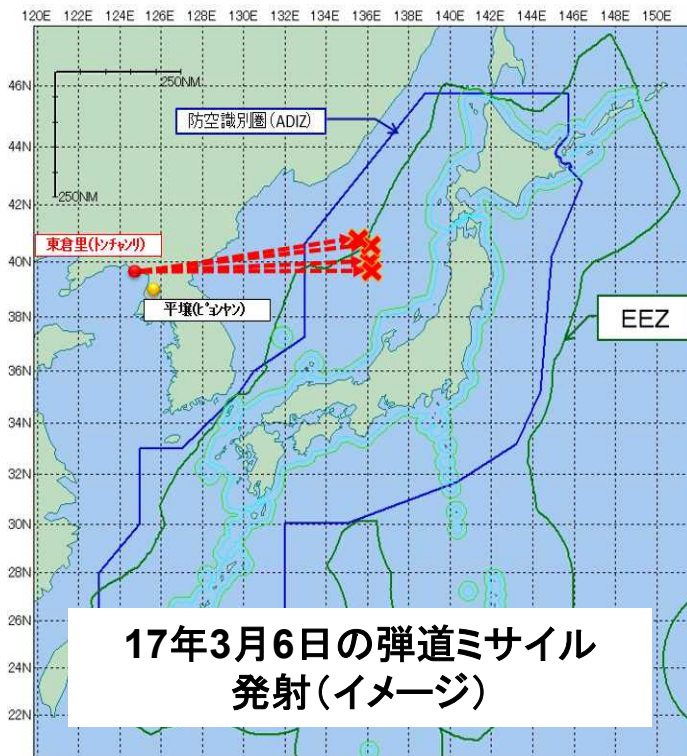 120E 122E 124E 126E 128E 130E 132E 134E 136E 138E 140E 142E 144E 146E 150E
250NM
46N
防空識別圏(ADIZ)
44N
250NM
42N
東倉里(トンチャンリ)
40N
平壌(ピョンヤン)
38N
EEZ
36N
34N
32N
30N
28N
26N
17年3月6日の弾道ミサイル
発射(イメージ)
24N
22N